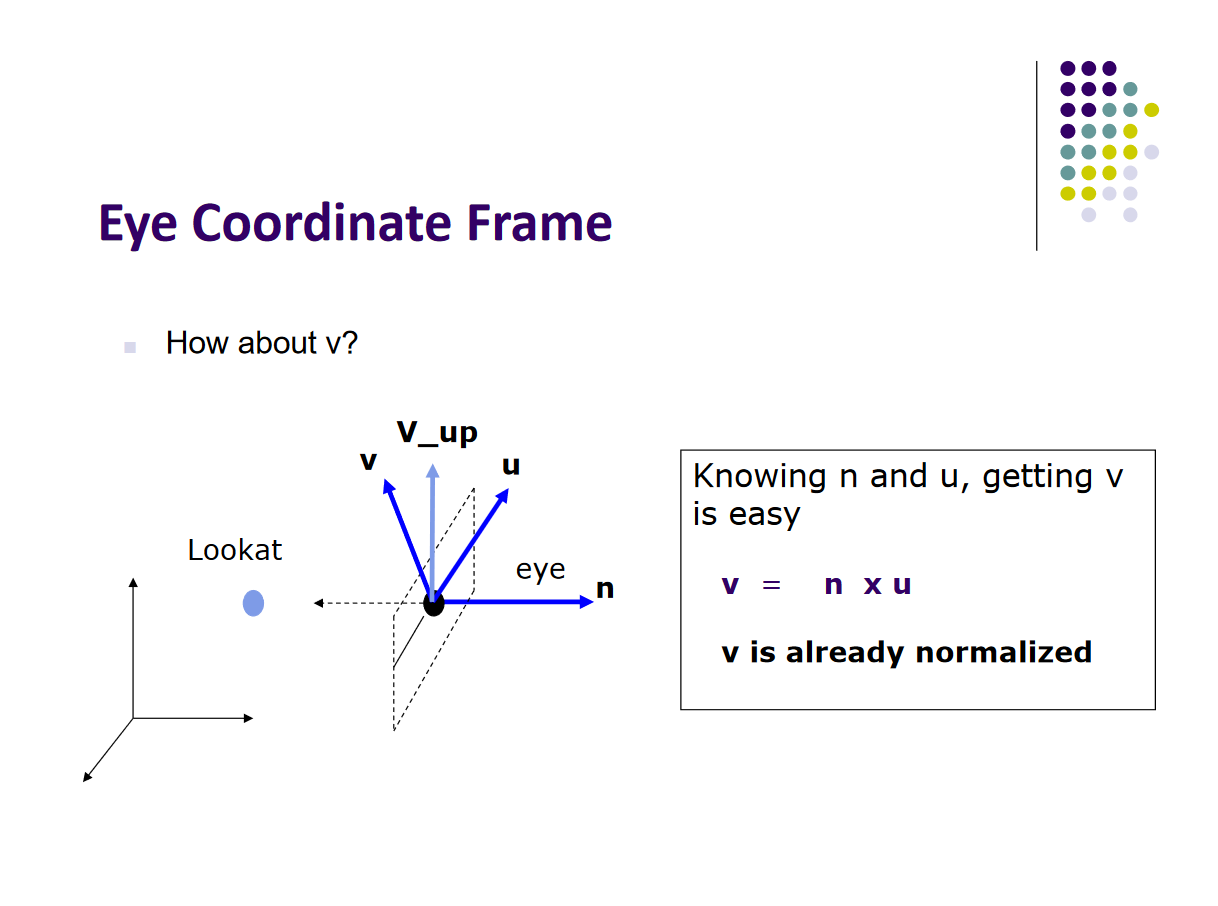 Eye Coordinate Frame
How about v?
V_up
v
u
Lookat
eye
n
Knowing n and u, getting v
is easy
v = n x u
v is already normalized